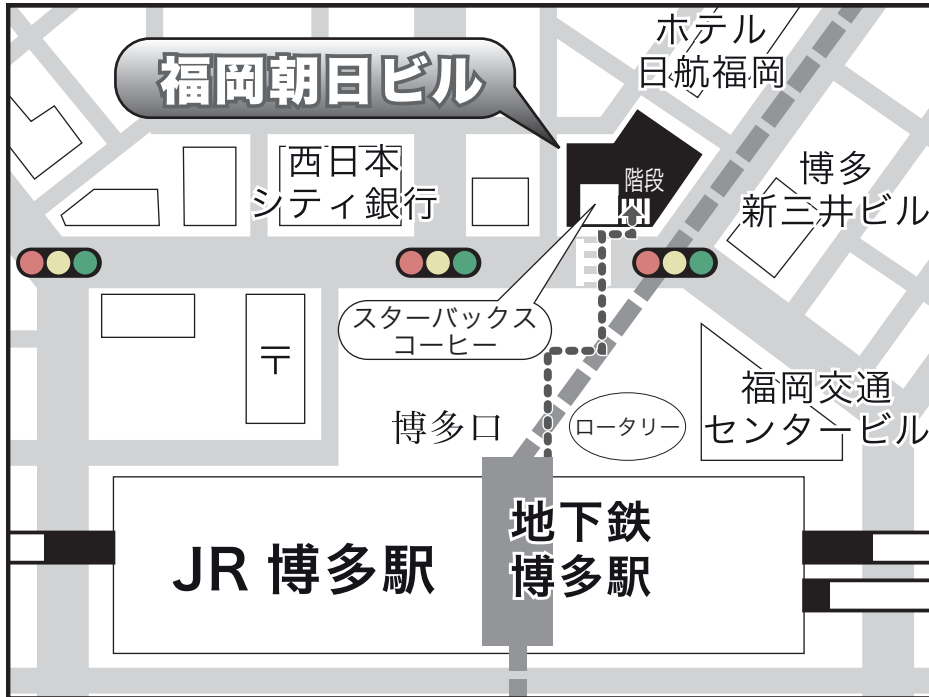 ホテル
日航福岡
福岡朝日ビル
階段
西日本
シティ銀行
博多
新三井ビル
スターバックス
コーヒー
〒
福岡交通
センタービル
博多口
ロータリー
地下鉄
博多駅
JR 博多駅